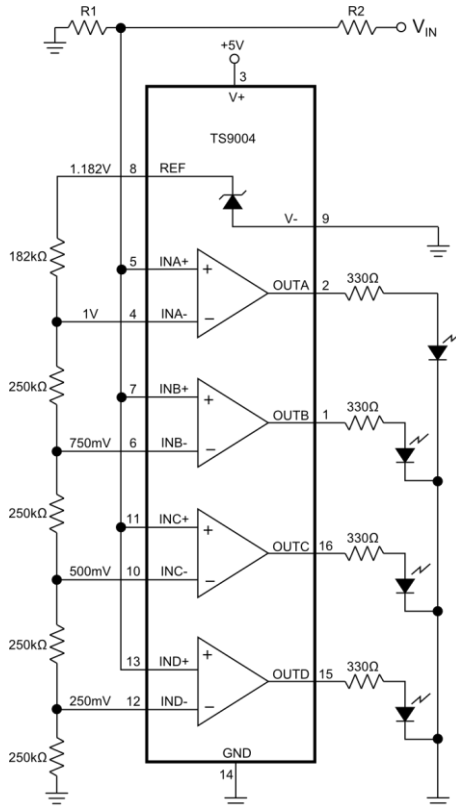 R1
R2
VIN
+5V
3
V+
TS9004
1.182V
8
REF
V-
9
182kΩ
5
INA+
+
OUTA
2
330Ω
1V
4
INA-
−
250kΩ
7
INB+
+
OUTB
1
330Ω
750mV
6
INB-
−
250kΩ
11
INC+
+
OUTC
16
330Ω
500mV
10
INC-
−
250kΩ
13
IND+
+
OUTD
15
330Ω
250mV
12
IND-
−
250kΩ
GND
14